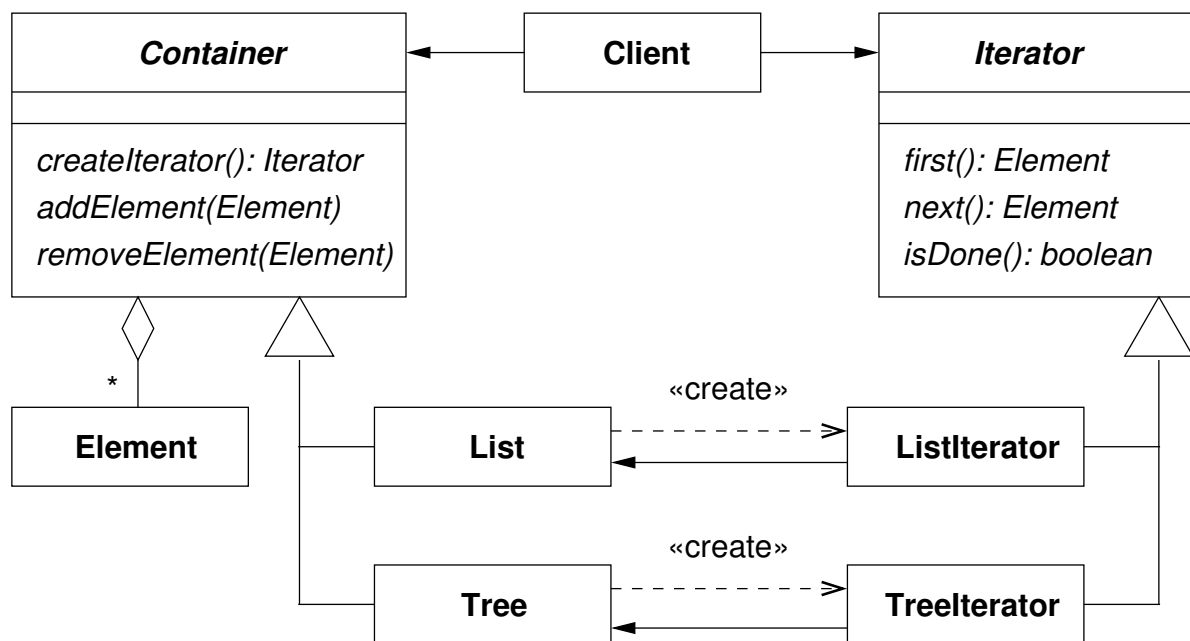 Container
Client
Iterator
createIterator(): Iterator
addElement(Element)
removeElement(Element)
first(): Element
next(): Element
isDone(): boolean
*
Element
«create»
List
ListIterator
«create»
Tree
TreeIterator